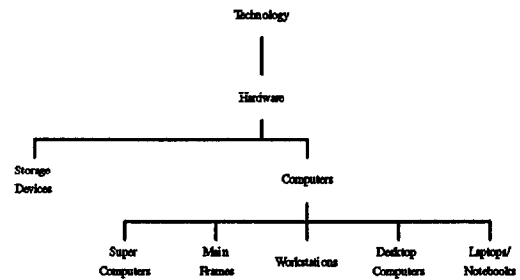 Technology
Hardware
Storage
Devices
Computers
Super
Computers
Main
Frames
Workstations
Desktop
Computers
Laptops/
Notebooks